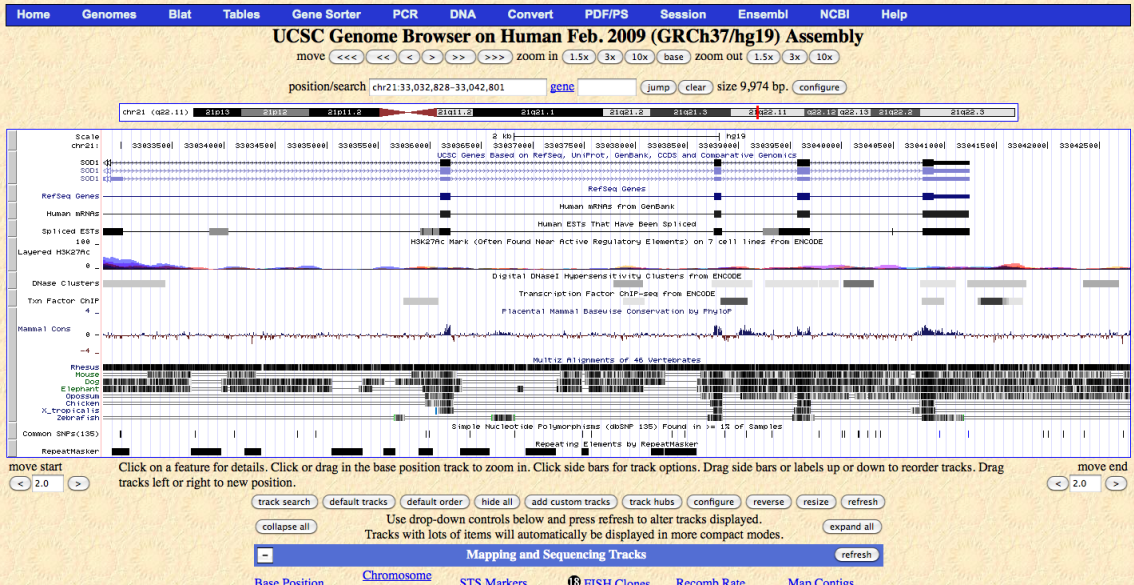 Home Genomes Blat Tables Gene Sorter PCR DNA Convert PDF/PS Session Ensembl NCBI Help
UCSC Genome Browser on Human Feb. 2009 (GRCh37/hg19) Assembly
move <<< << < > >> >>> zoom in 1.5x 3x 10x base zoom out 1.5x 3x 10x
position/search chr21:33,032,828-33,042,801 gene jump clear size 9,974 bp. configure
chr21 (q22.11) 21p13 21p12 21p11.2 21q11.2 21q21.1 21q21.2 21q21.3 21q22.11 q22.12 q22.13 21q22.2 21q22.3
Scale 2 kb hg19
chr21: 33033500 33034000 33034500 33035000 33035500 33036000 33036500 33037000 33037500 33038000 33038500 33039000 33039500 33040000 33040500 33041000 33041500 33042000 33042500
UCSC Genes Based on RefSeq, UniProt, GenBank, CCDS and Comparative Genomics
SOD1
SOD1
SOD1
RefSeq Genes
RefSeq Genes
Human mRNAs from GenBank
Human mRNAs
Human ESTs That Have Been Spliced
Spliced ESTs
H3K27Ac Mark (Often Found Near Active Regulatory Elements) on 7 cell lines from ENCODE
100 _
Layered H3K27Ac
0 _
Digital DNaseI Hypersensitivity Clusters from ENCODE
DNase Clusters
Transcription Factor ChIP-seq from ENCODE
Txn Factor ChIP
Placental Mammal Basewise Conservation by PhyloP
4 _
Mammal Cons
0 _
-4 _
Multiz Alignments of 46 Vertebrates
Rhesus
Mouse
Dog
Elephant
Opossum
Chicken
X_tropicalis
Zebrafish
Simple Nucleotide Polymorphisms (dbSNP 135) Found in >= 1% of Samples
Common SNPs(135)
Repeating Elements by RepeatMasker
RepeatMasker
move start
< 2.0 >
Click on a feature for details. Click or drag in the base position track to zoom in. Click side bars for track options. Drag side bars or labels up or down to reorder tracks. Drag
tracks left or right to new position.
move end
< 2.0 >
track search default tracks default order hide all add custom tracks track hubs configure reverse resize refresh
collapse all
Use drop-down controls below and press refresh to alter tracks displayed.
Tracks with lots of items will automatically be displayed in more compact modes.
expand all
- Mapping and Sequencing Tracks refresh
Base Position Chromosome STS Markers 18 FISH Clones Recomb Rate Map Contigs